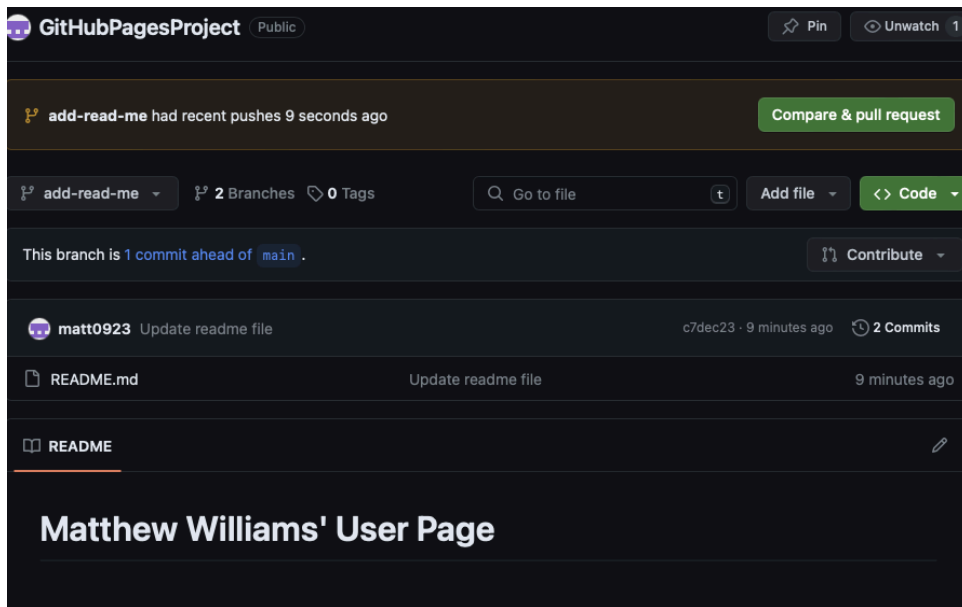 GitHubPagesProject Public Pin Unwatch 1
add-read-me had recent pushes 9 seconds ago Compare & pull request
add-read-me 2 Branches 0 Tags Go to file t Add file <> Code
This branch is 1 commit ahead of main . Contribute
matt0923 Update readme file c7dec23 · 9 minutes ago 2 Commits
README.md Update readme file 9 minutes ago
README
Matthew Williams' User Page